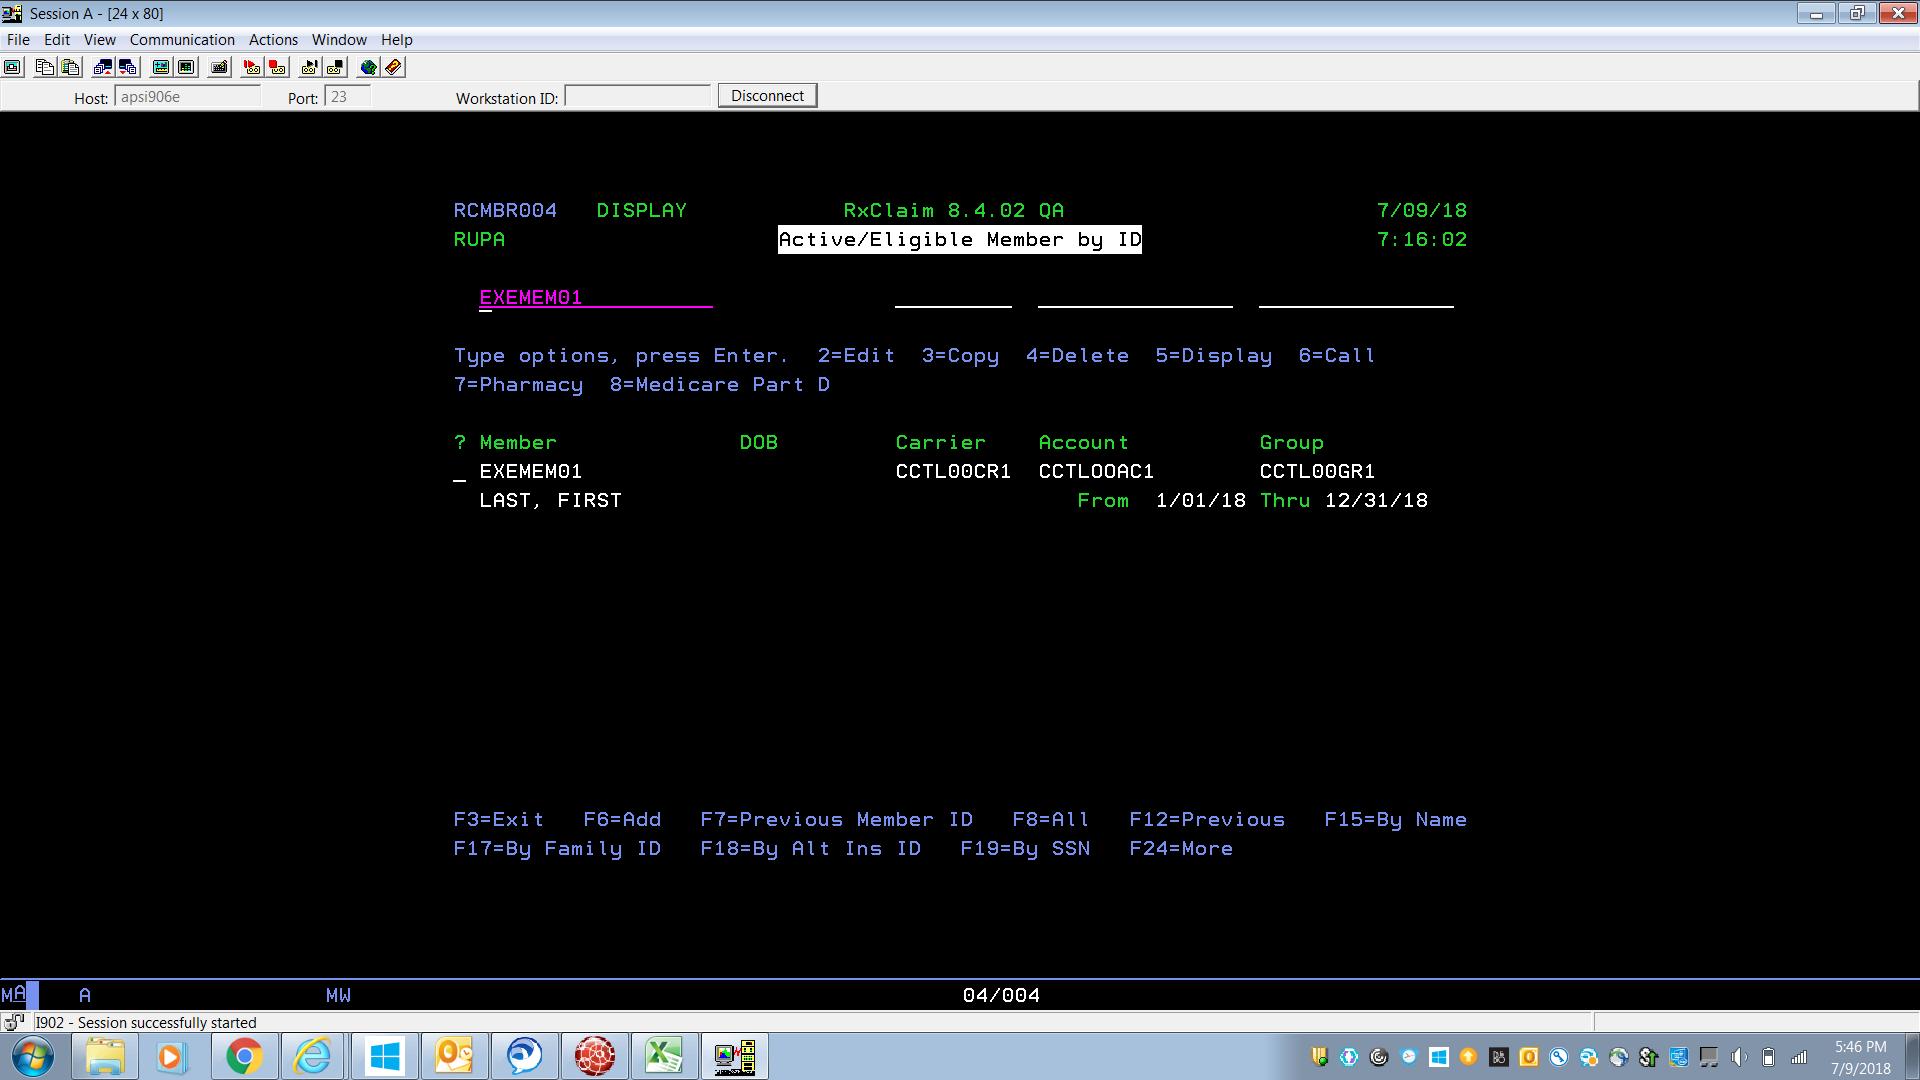 Session A - [24 x 80]
File Edit View Communication Actions Window Help
Host: apsi906e Port: 23 Workstation ID: Disconnect
RCMBR004 DISPLAY RxClaim 8.4.02 QA 7/09/18
RUPA Active/Eligible Member by ID 7:16:02
EXEMEM01
Type options, press Enter. 2=Edit 3=Copy 4=Delete 5=Display 6=Call
7=Pharmacy 8=Medicare Part D
? Member DOB Carrier Account Group
_ EXEMEM01 CCTL00CR1 CCTLOOAC1 CCTL00GR1
LAST, FIRST From 1/01/18 Thru 12/31/18
F3=Exit F6=Add F7=Previous Member ID F8=All F12=Previous F15=By Name
F17=By Family ID F18=By Alt Ins ID F19=By SSN F24=More
MA A MW 04/004
I902 - Session successfully started
5:46 PM
7/9/2018